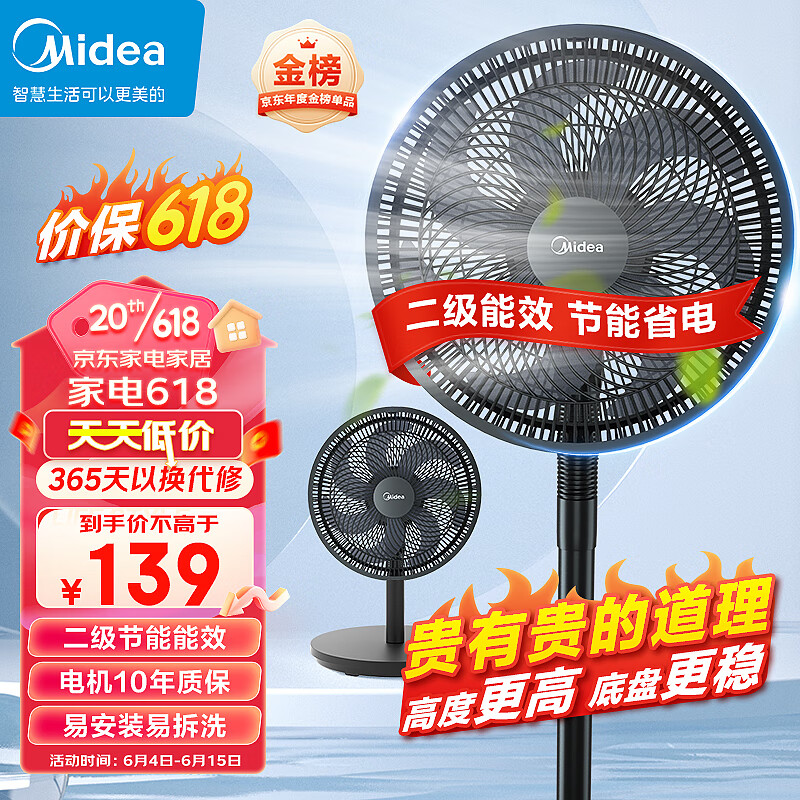 Midea
智慧生活可以更美的
金榜
京东年度金榜单品
价保618
Midea
二级能效 节能省电
20th/618
京东家电家居
家电618
天天低价
365天以换代修
到手价不高于
¥139
二级节能能效
电机10年质保
易安装易拆洗
活动时间：6月4日-6月15日
Midea
贵有贵的道理
高度更高 底盘更稳